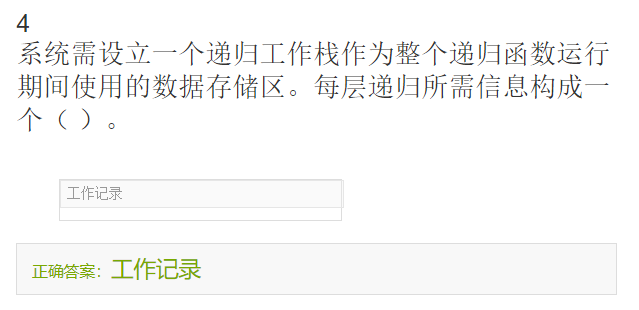 4
系统需设立一个递归工作栈作为整个递归函数运行
期间使用的数据存储区。每层递归所需信息构成一
个（ ）。
工作记录
正确答案：工作记录